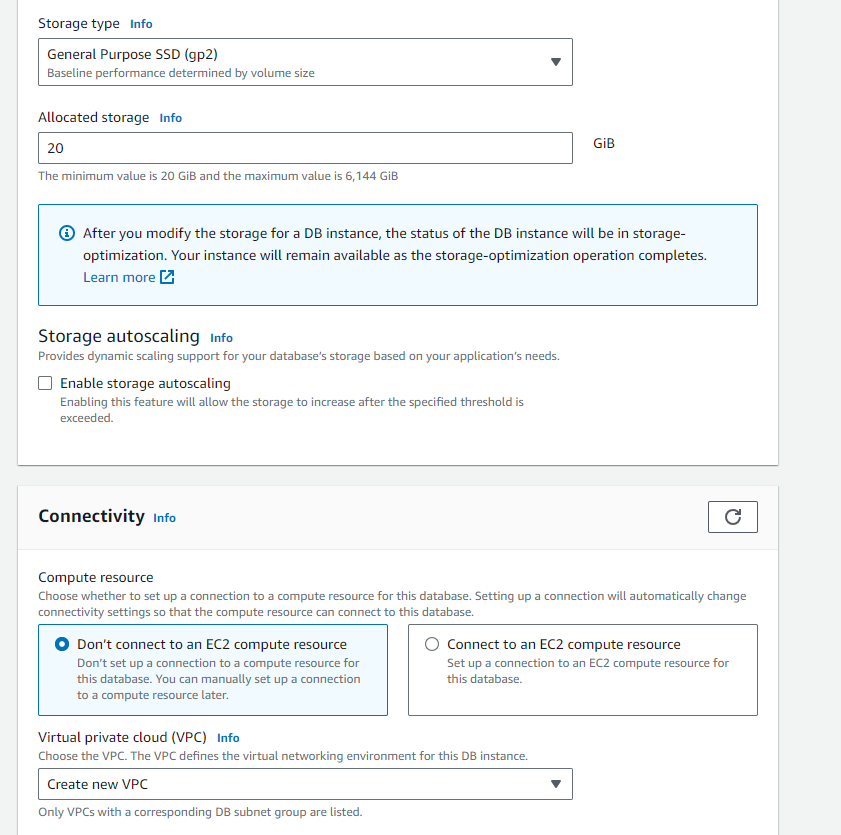 Storage type Info
General Purpose SSD (gp2)
Baseline performance determined by volume size
Allocated storage Info
20
GiB
The minimum value is 20 GiB and the maximum value is 6,144 GiB
After you modify the storage for a DB instance, the status of the DB instance will be in storage-
optimization. Your instance will remain available as the storage-optimization operation completes.
Learn more
Storage autoscaling Info
Provides dynamic scaling support for your database's storage based on your application's needs.
Enable storage autoscaling
Enabling this feature will allow the storage to increase after the specified threshold is
exceeded.
Connectivity Info
Compute resource
Choose whether to set up a connection to a compute resource for this database. Setting up a connection will automatically change
connectivity settings so that the compute resource can connect to this database.
Don't connect to an EC2 compute resource
Don't set up a connection to a compute resource for
this database. You can manually set up a connection
to a compute resource later.
Connect to an EC2 compute resource
Set up a connection to an EC2 compute resource for
this database.
Virtual private cloud (VPC) Info
Choose the VPC. The VPC defines the virtual networking environment for this DB instance.
Create new VPC
Only VPCs with a corresponding DB subnet group are listed.